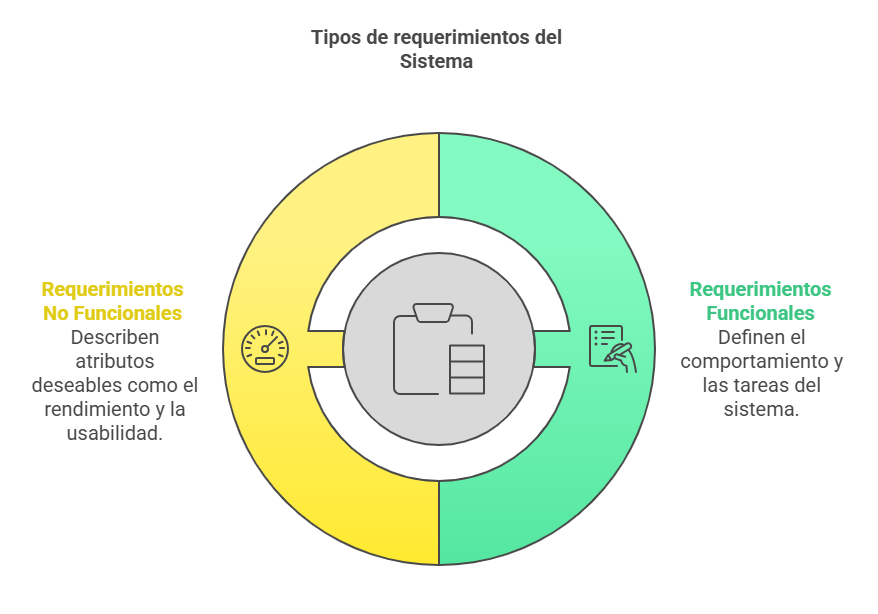 Tipos de requerimientos del
Sistema
Requerimientos
No Funcionales
Describen
atributos
deseables como el
rendimiento y la
usabilidad.
Requerimientos
Funcionales
Definen el
comportamiento y
las tareas del
sistema.